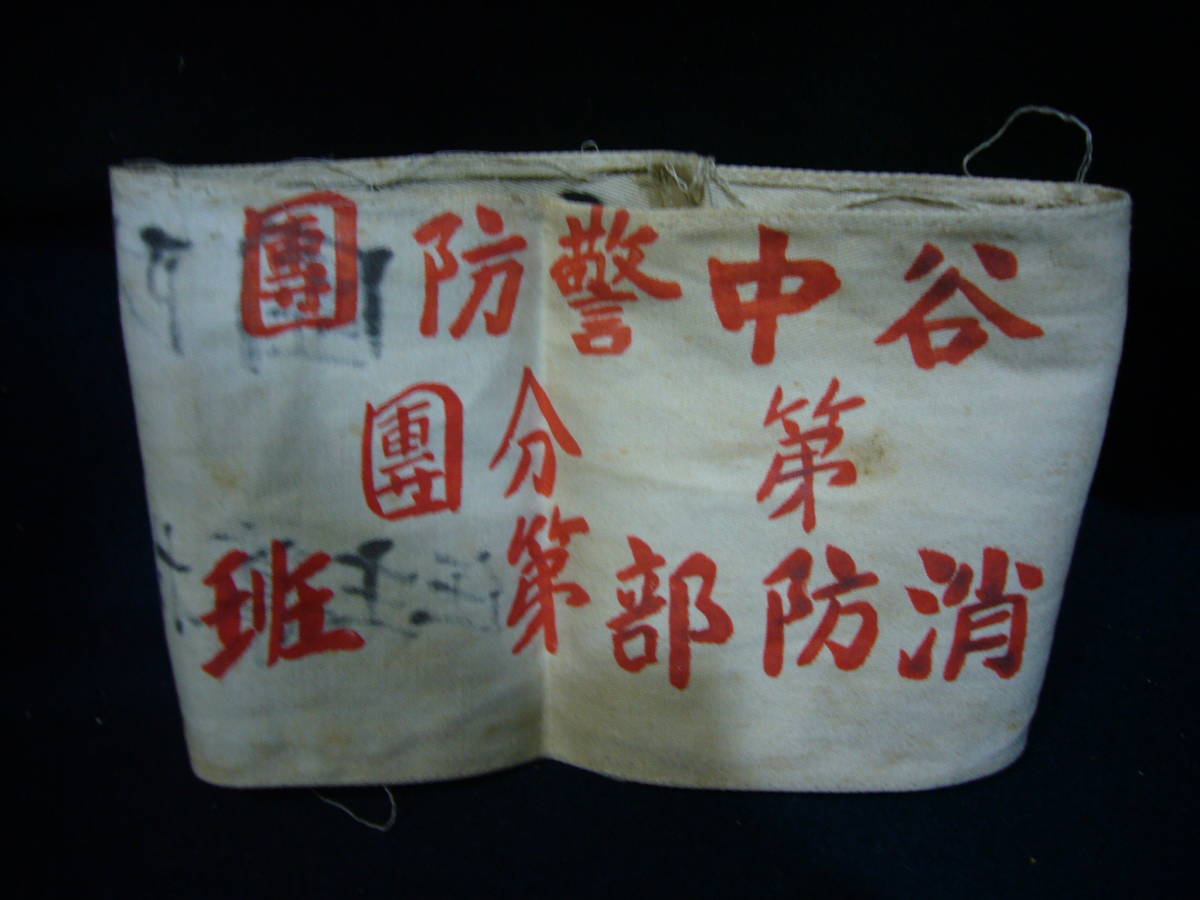 谷中警防團
第 分團
消防部第 班